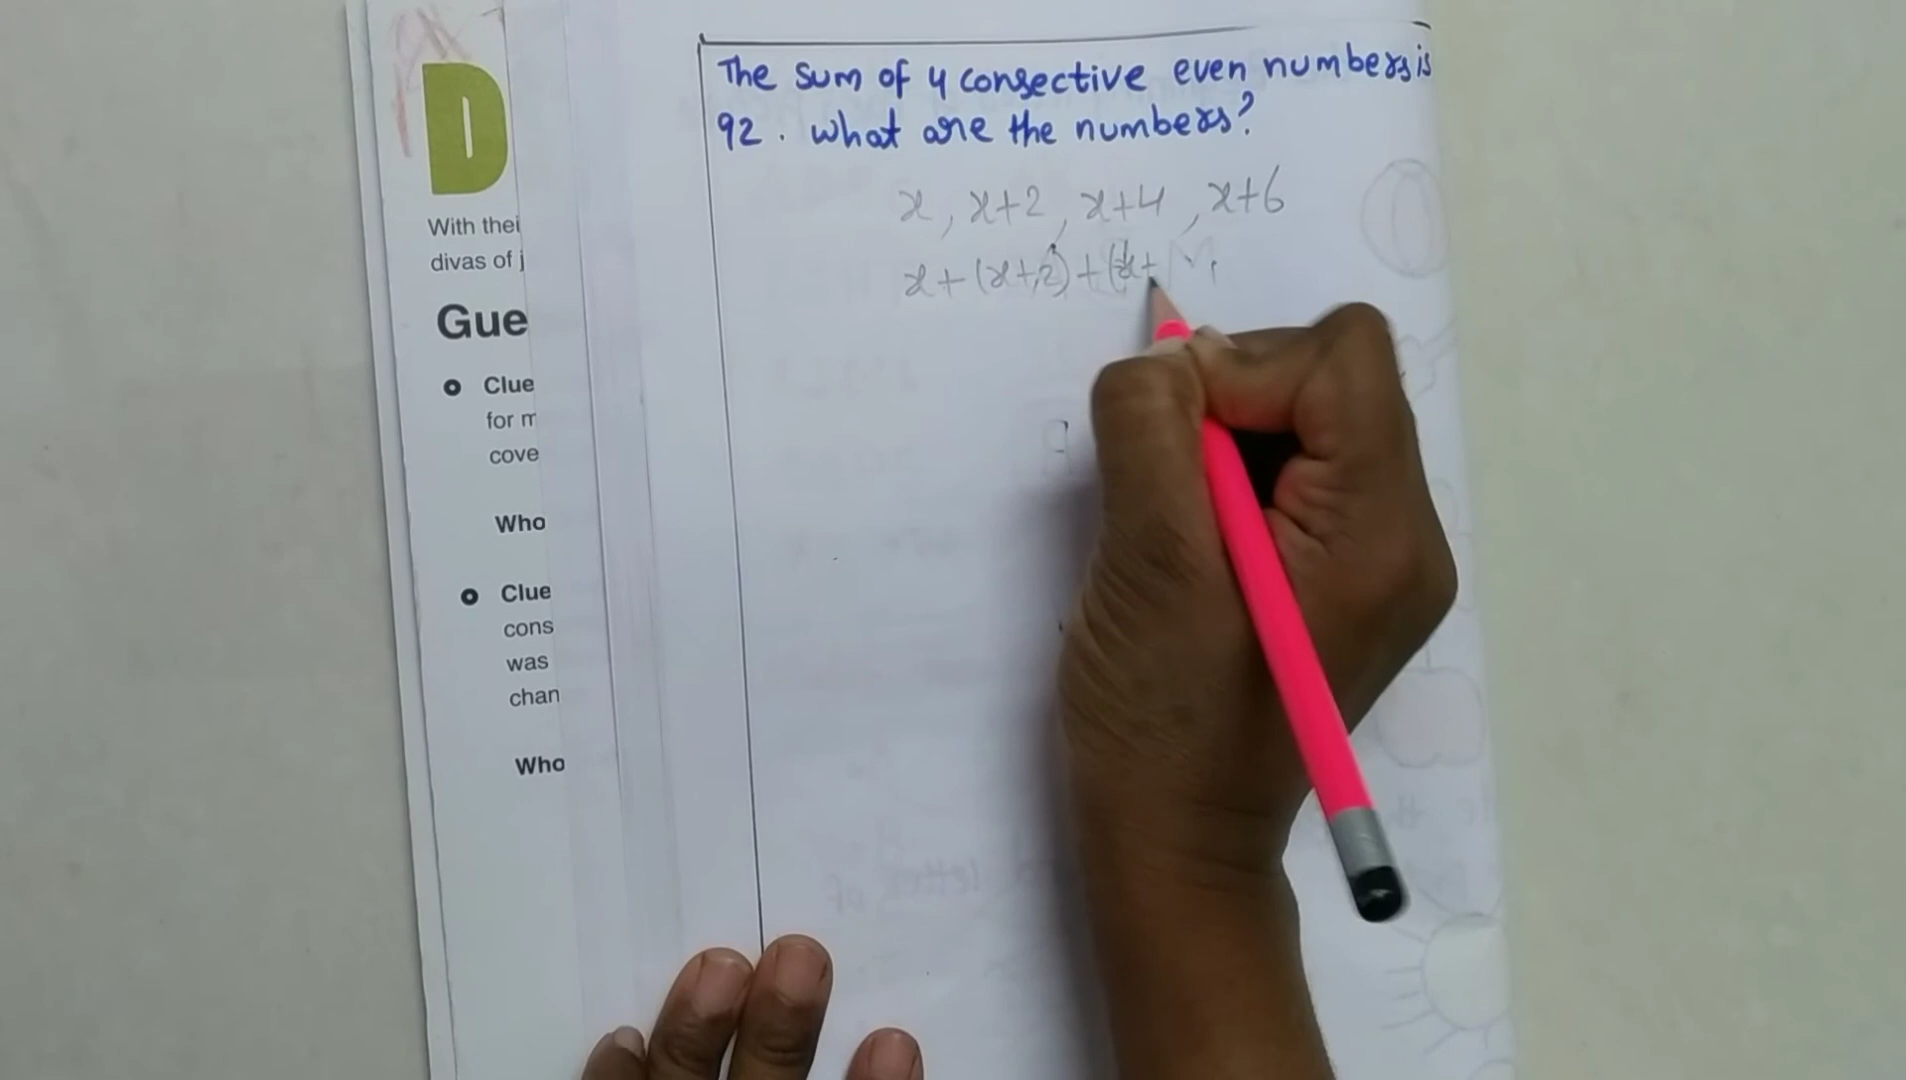 D
With thei
divas of j
Gue
Clue
for m
cove
Who
Clue
cons
was
chan
Who
The sum of 4 consective even numbers is
92. what are the numbers?
x, x+2, x+4, x+6
x+(x+2)+(x+